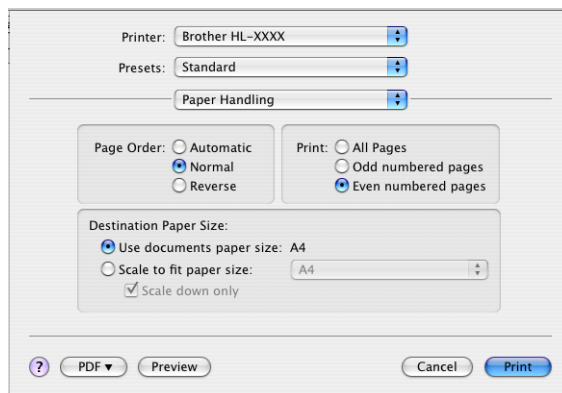 Printer: Brother HL-XXXX
Presets: Standard
Paper Handling
Page Order: Automatic
Normal
Reverse
Print: All Pages
Odd numbered pages
Even numbered pages
Destination Paper Size:
Use documents paper size: A4
Scale to fit paper size: A4
Scale down only
? PDF▼ Preview Cancel Print